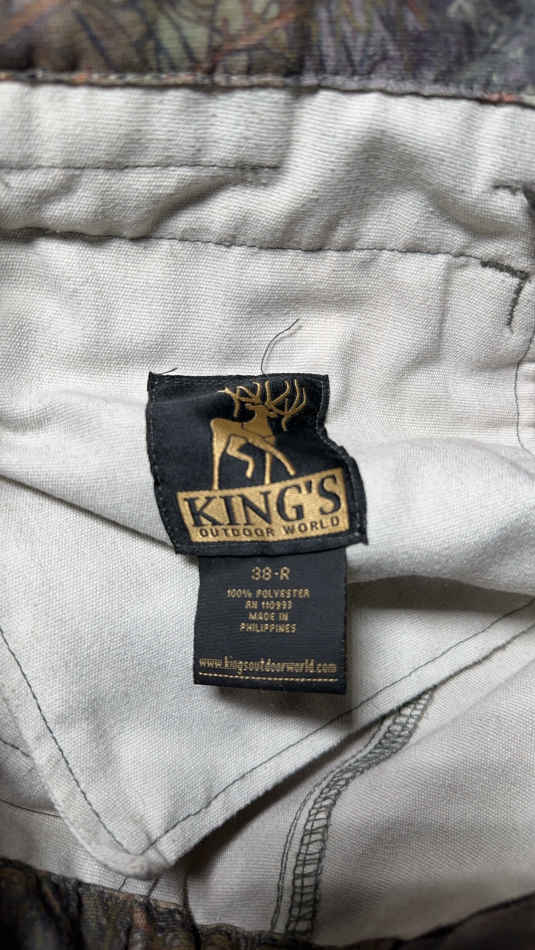 KING'S
OUTDOOR WORLD
38-R
100% POLYESTER
RN 110993
MADE IN
PHILIPPINES
www.kingsoutdoorworld.com